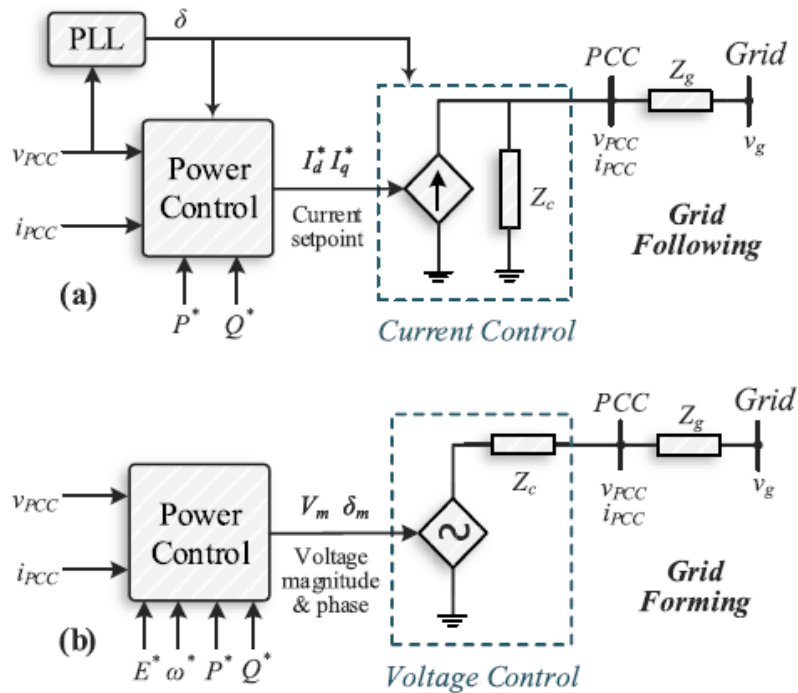 PLL
δ
v_PCC
i_PCC
Power
Control
P* Q*
I_d* I_q*
Current
setpoint
Z_c
Current Control
PCC
v_PCC
i_PCC
Z_g
Grid
v_g
Grid
Following
(a)
v_PCC
i_PCC
Power
Control
E* ω* P* Q*
V_m δ_m
Voltage
magnitude
& phase
Z_c
Voltage Control
PCC
v_PCC
i_PCC
Z_g
Grid
v_g
Grid
Forming
(b)